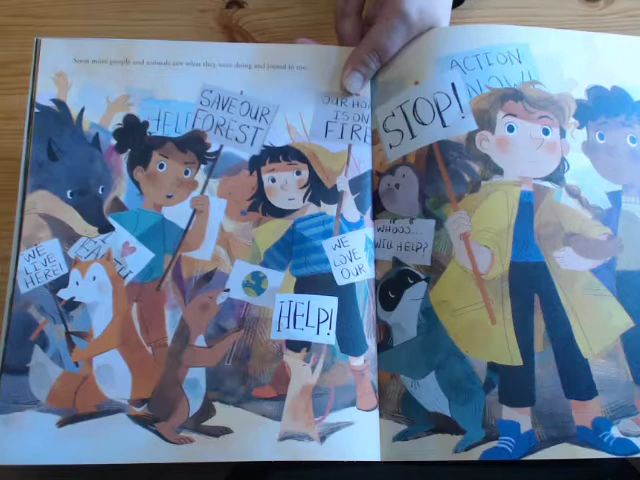 Soon more people and animals saw what they were doing and joined in too.
HELP
SAVE OUR
FOREST
OUR HOME
IS ON
FIRE
STOP!
ACTION
NOW!
WE
LIVE
HERE!
WE
LOVE
OUR
HELP!
WHOOO...
WILL HELP?